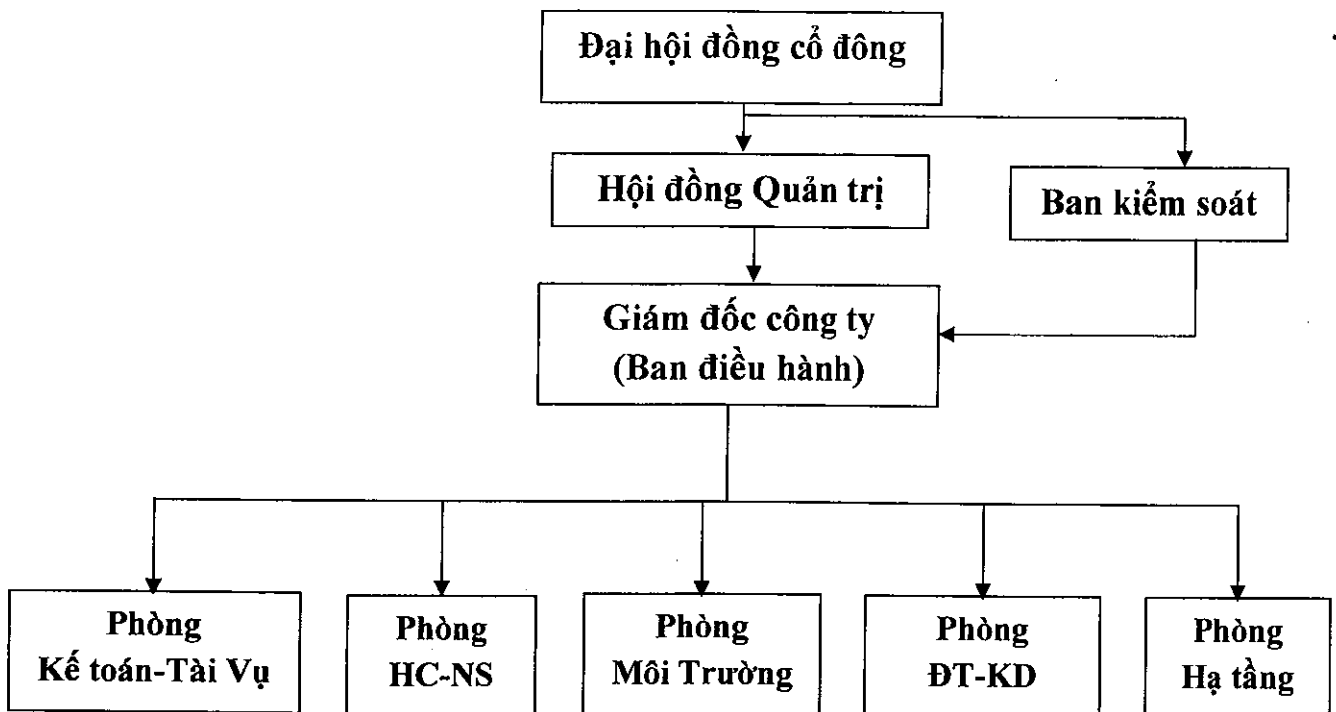 Đại hội đồng cổ đông
Hội đồng Quản trị
Ban kiểm soát
Giám đốc công ty
(Ban điều hành)
Phòng
Kế toán-Tài Vụ
Phòng
HC-NS
Phòng
Môi Trường
Phòng
ĐT-KD
Phòng
Hạ tầng